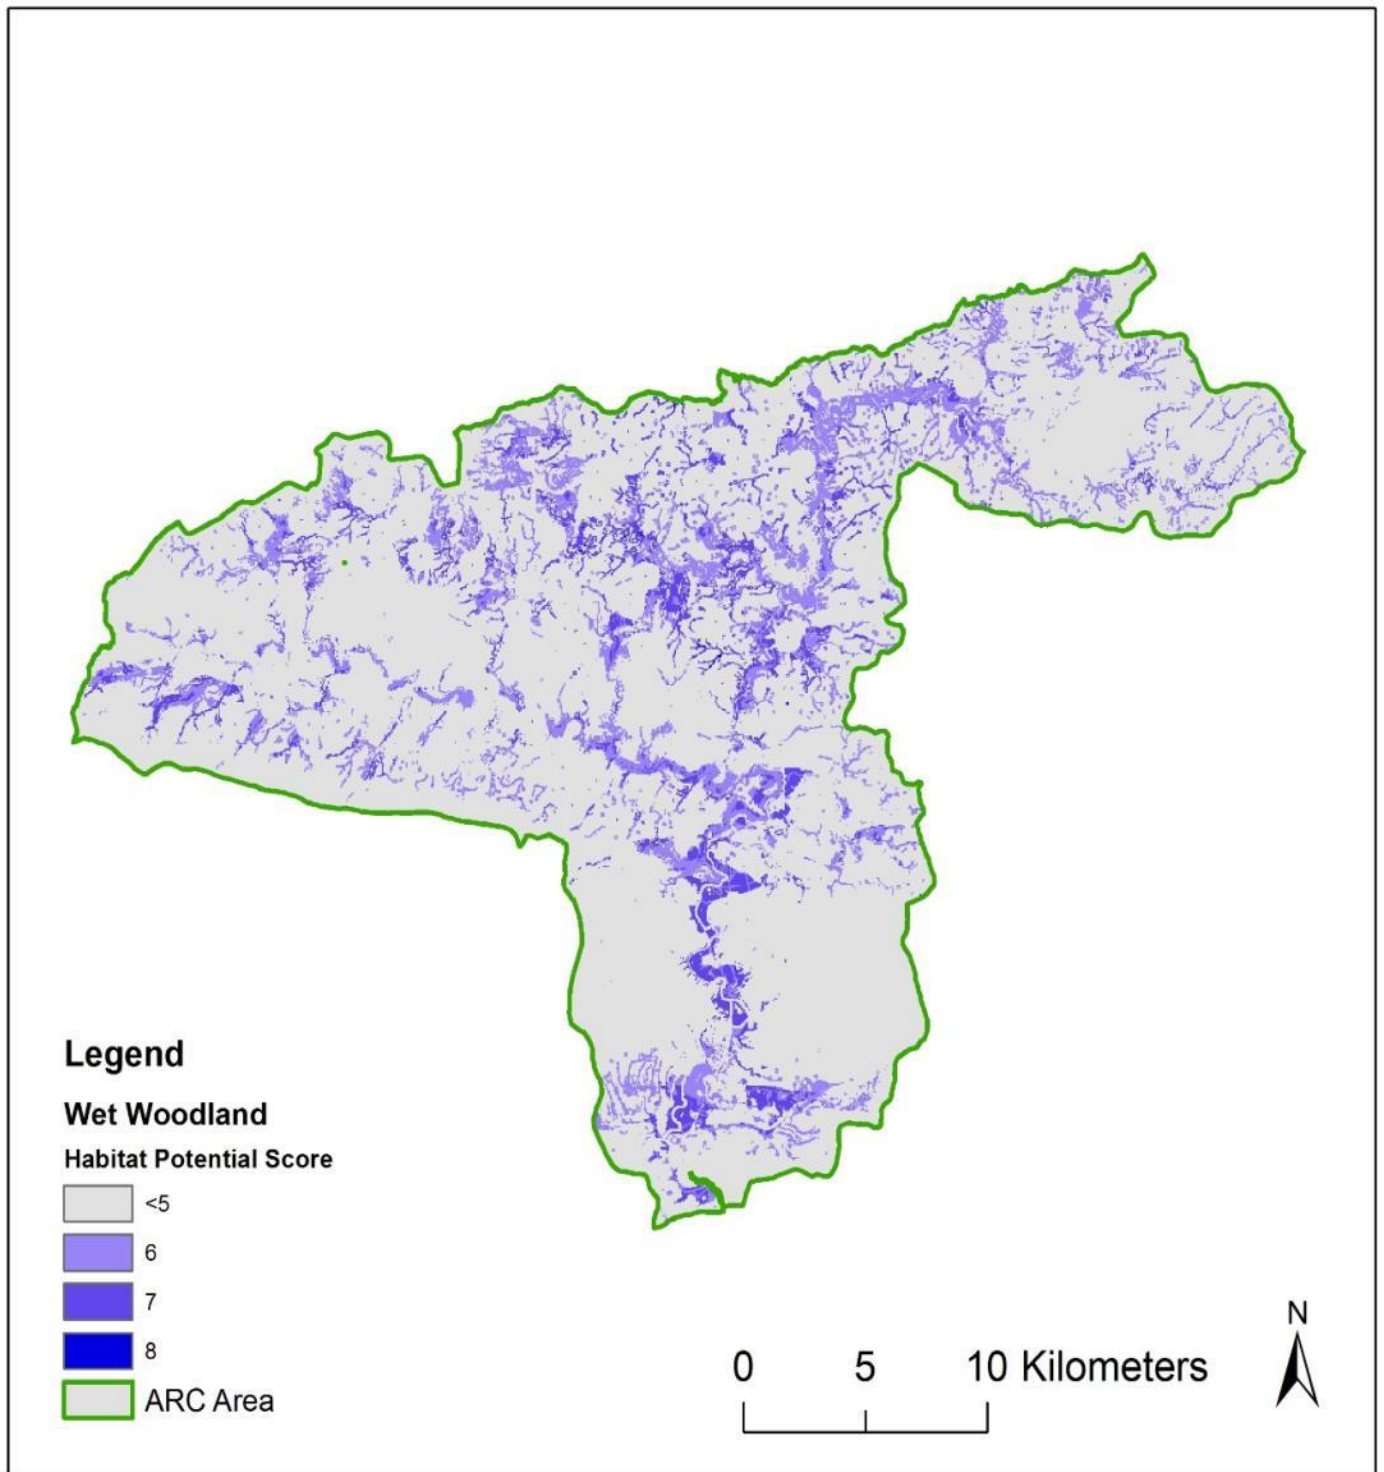 Legend
Wet Woodland
Habitat Potential Score
<5
6
7
8
ARC Area
0 5 10 Kilometers
N